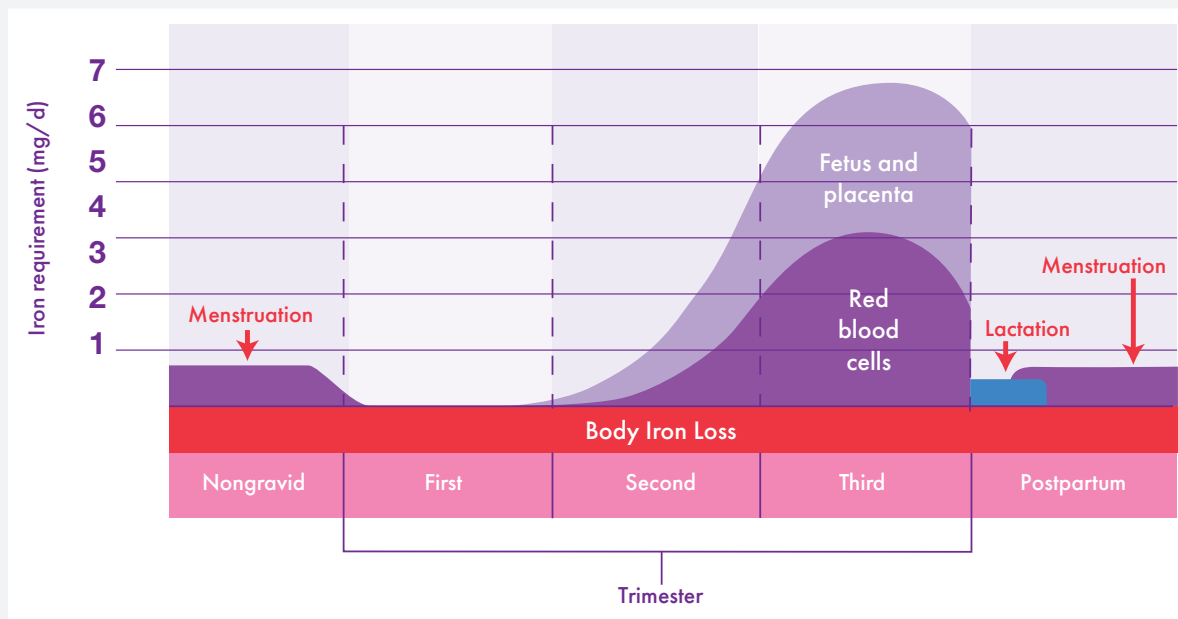 Iron requirement (mg/ d)
7
6
5
4
3
2
1
Menstruation
Fetus and
placenta
Red
blood
cells
Menstruation
Lactation
Body Iron Loss
Nongravid
First
Second
Third
Postpartum
Trimester